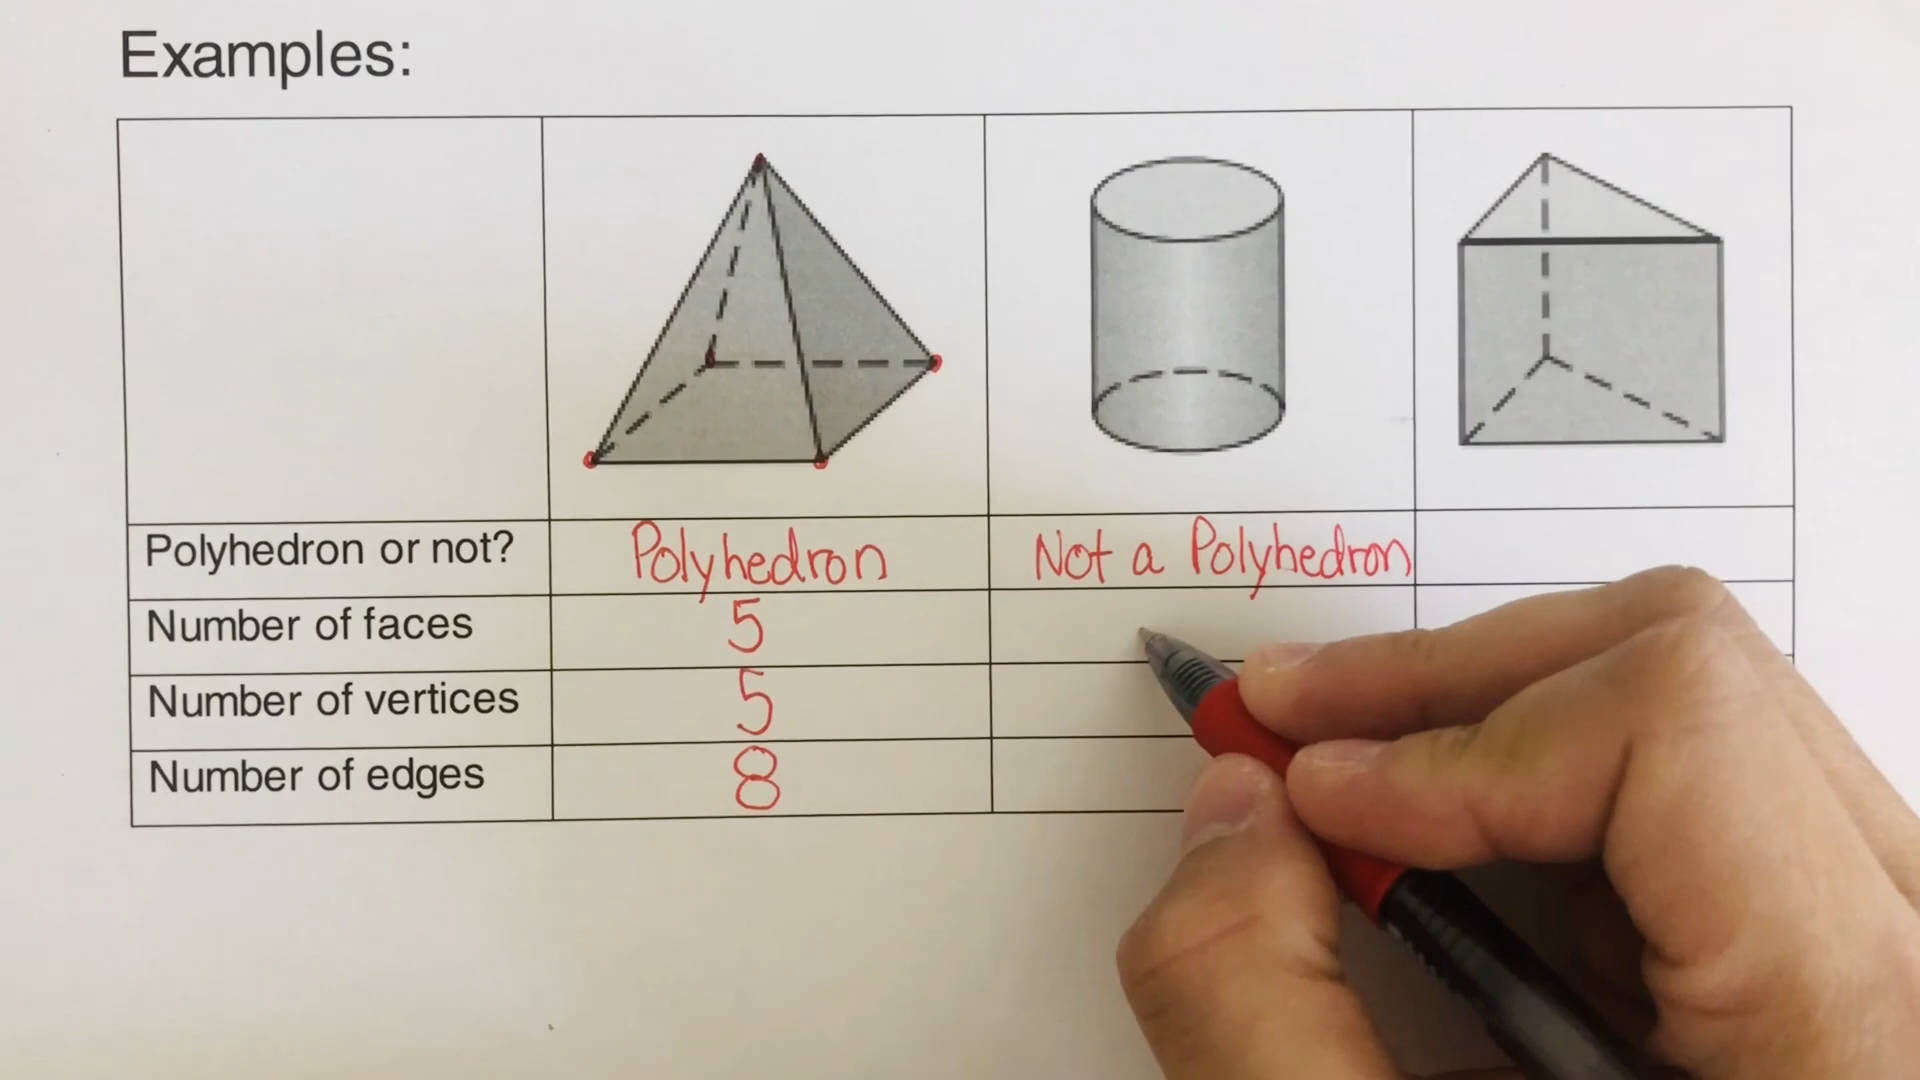 Examples:
Polyhedron or not? Polyhedron Not a Polyhedron
Number of faces 5
Number of vertices 5
Number of edges 8